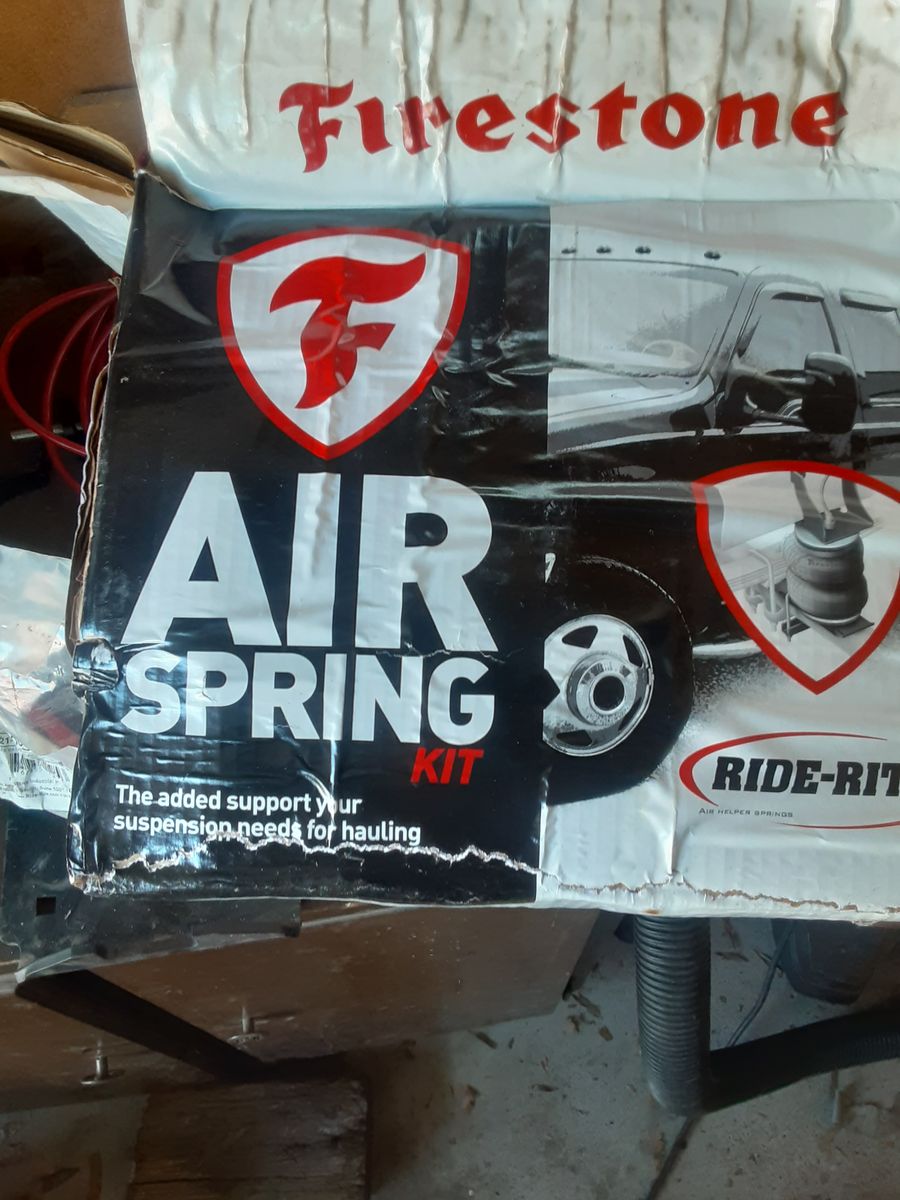 Firestone
F
AIR
SPRING
KIT
The added support your
suspension needs for hauling
RIDE-RIT
AIR HELPER SPRINGS